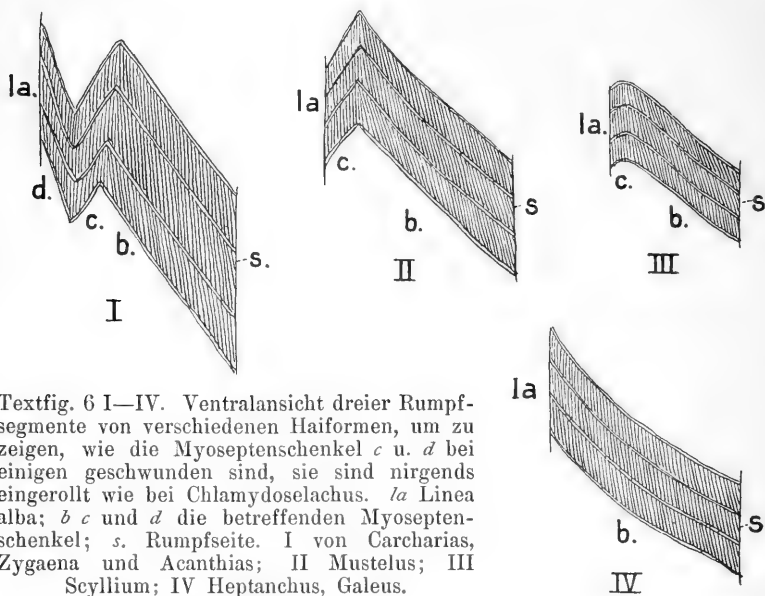 la.
d.
c.
b.
s.
I
la
c.
b.
s
II
la.
c.
b.
s
III
la
b.
s
IV
Textfig. 6 I—IV. Ventralansicht dreier Rumpf-
segmente von verschiedenen Haiformen, um zu
zeigen, wie die Myoseptenschenkel c u. d bei
einigen geschwunden sind, sie sind nirgends
eingerollt wie bei Chlamydoselachus. la Linea
alba; b c und d die betreffenden Myosepten-
schenkel; s. Rumpfseite. I von Carcharias,
Zygaena und Acanthias; II Mustelus; III
Scyllium; IV Heptanchus, Galeus.